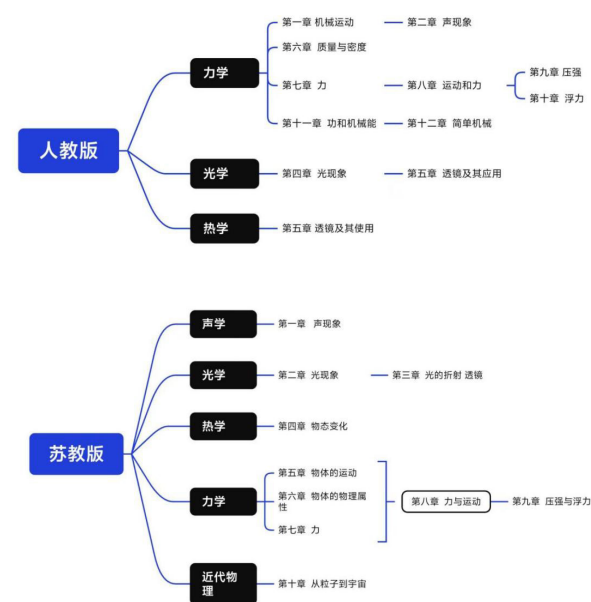 人教版
力学
第一章 机械运动
第二章 声现象
第六章 质量与密度
第七章 力
第八章 运动和力
第九章 压强
第十章 浮力
第十一章 功和机械能
第十二章 简单机械
光学
第四章 光现象
第五章 透镜及其应用
热学
第五章 透镜及其使用
苏教版
声学
第一章 声现象
光学
第二章 光现象
第三章 光的折射 透镜
热学
第四章 物态变化
力学
第五章 物体的运动
第六章 物体的物理属
性
第七章 力
第八章 力与运动
第九章 压强与浮力
近代物
理
第十章 从粒子到宇宙